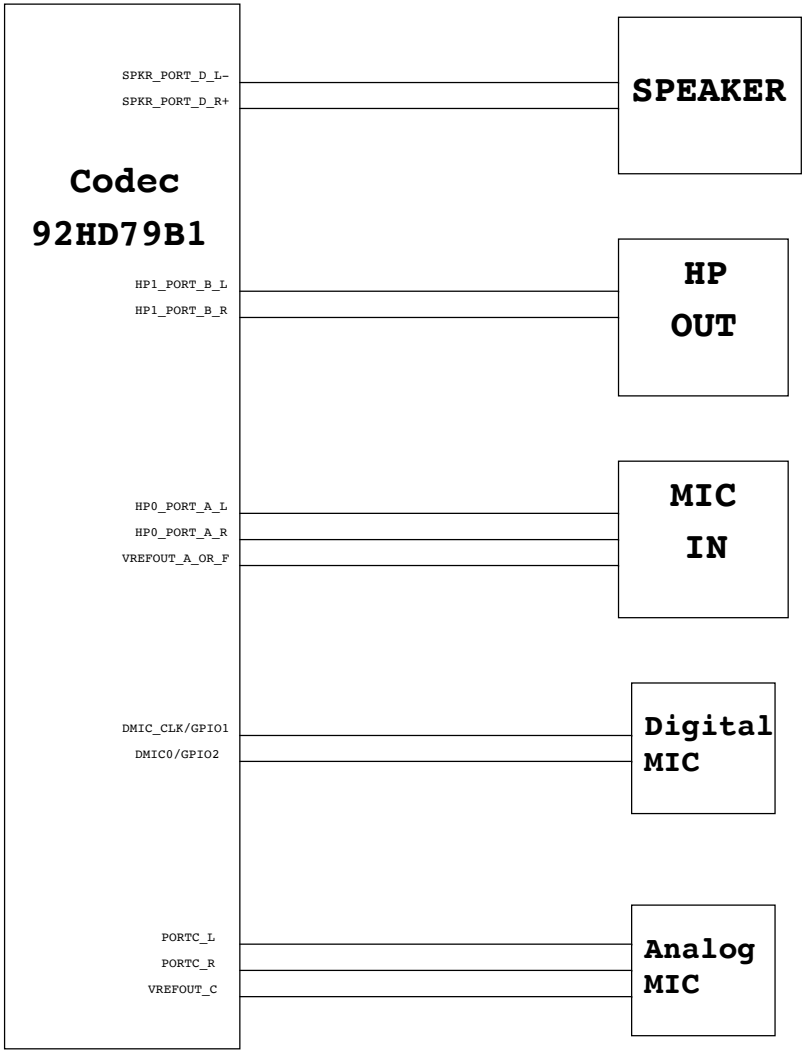 SPKR_PORT_D_L-
SPKR_PORT_D_R+
SPEAKER
Codec
92HD79B1
HP1_PORT_B_L
HP1_PORT_B_R
HP
OUT
HP0_PORT_A_L
HP0_PORT_A_R
VREFOUT_A_OR_F
MIC
IN
DMIC_CLK/GPIO1
DMIC0/GPIO2
Digital
MIC
PORTC_L
PORTC_R
VREFOUT_C
Analog
MIC